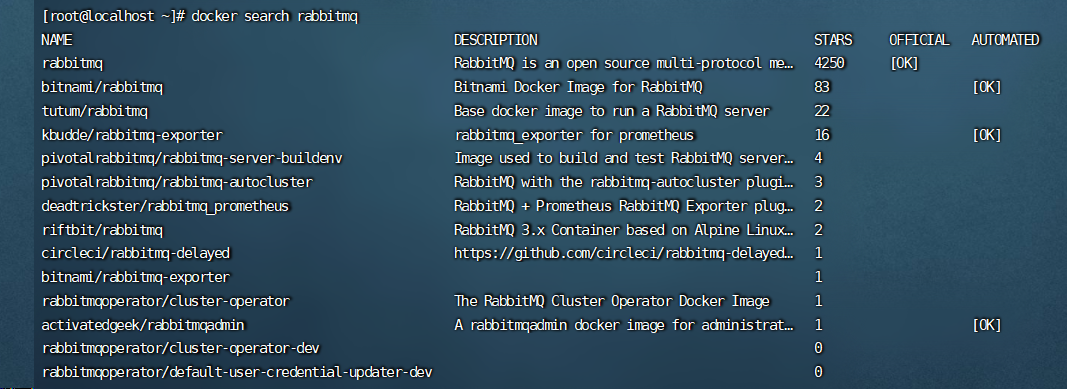 [root@localhost ~]# docker search rabbitmq
NAME DESCRIPTION STARS OFFICIAL AUTOMATED
rabbitmq RabbitMQ is an open source multi-protocol me… 4250 [OK]
bitnami/rabbitmq Bitnami Docker Image for RabbitMQ 83 [OK]
tutum/rabbitmq Base docker image to run a RabbitMQ server 22
kbudde/rabbitmq-exporter rabbitmq_exporter for prometheus 16 [OK]
pivotalrabbitmq/rabbitmq-server-buildenv Image used to build and test RabbitMQ server… 4
pivotalrabbitmq/rabbitmq-autocluster RabbitMQ with the rabbitmq-autocluster plugi… 3
deadtrickster/rabbitmq_prometheus RabbitMQ + Prometheus RabbitMQ Exporter plug… 2
riftbit/rabbitmq RabbitMQ 3.x Container based on Alpine Linux… 2
circleci/rabbitmq-delayed https://github.com/circleci/rabbitmq-delayed… 1
bitnami/rabbitmq-exporter 1
rabbitmqoperator/cluster-operator The RabbitMQ Cluster Operator Docker Image 1
activatedgeek/rabbitmqadmin A rabbitmqadmin docker image for administrat… 1 [OK]
rabbitmqoperator/cluster-operator-dev 0
rabbitmqoperator/default-user-credential-updater-dev 0